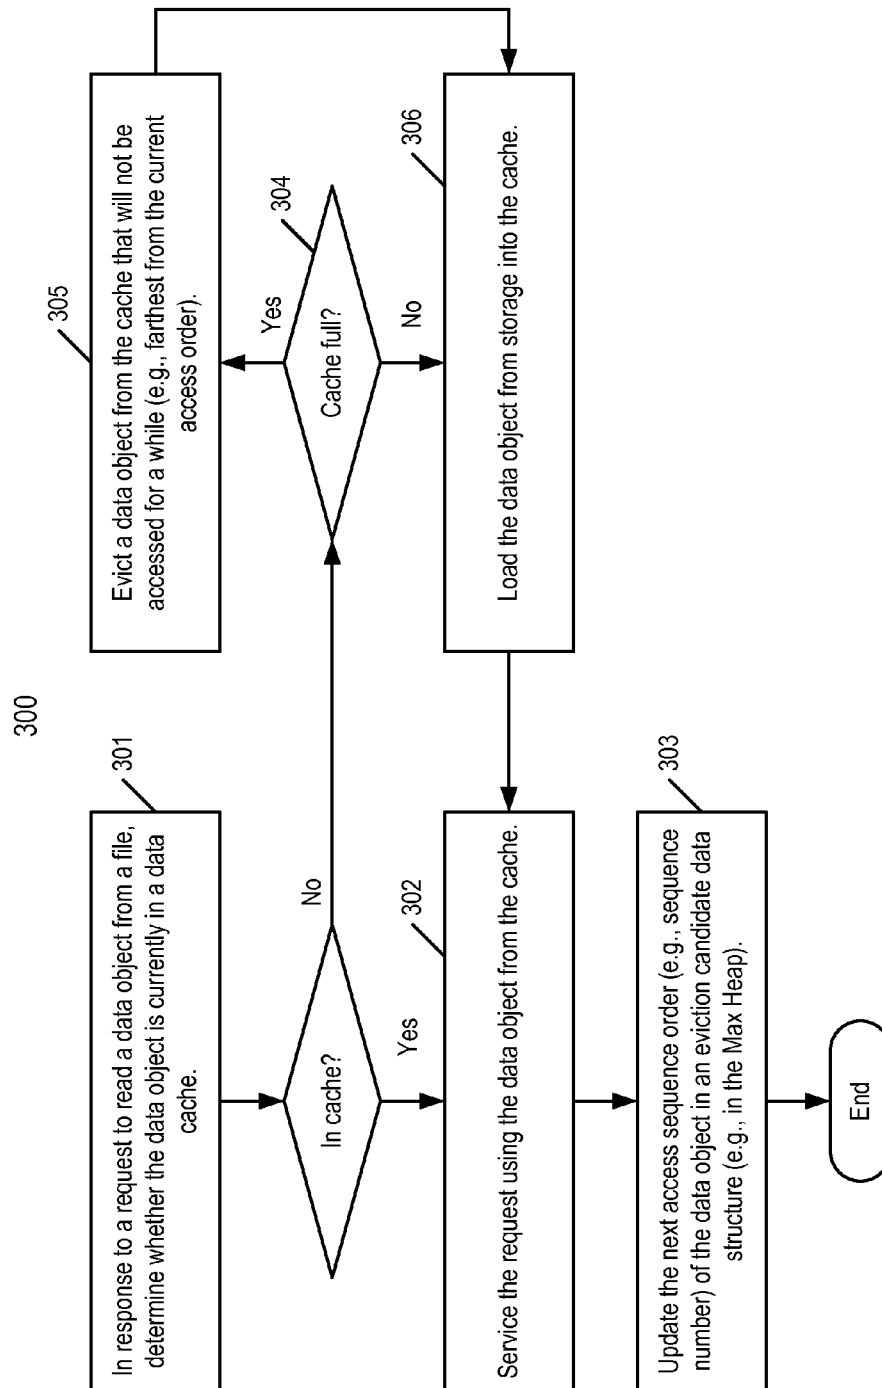 300
301
In response to a request to read a data object from a file,
determine whether the data object is currently in a data
cache.
In cache?
No
Yes
302
Service the request using the data object from the cache.
303
Update the next access sequence order (e.g., sequence
number) of the data object in an eviction candidate data
structure (e.g., in the Max Heap).
End
305
Evict a data object from the cache that will not be
accessed for a while (e.g., farthest from the current
access order).
304
Yes
Cache full?
No
306
Load the data object from storage into the cache.